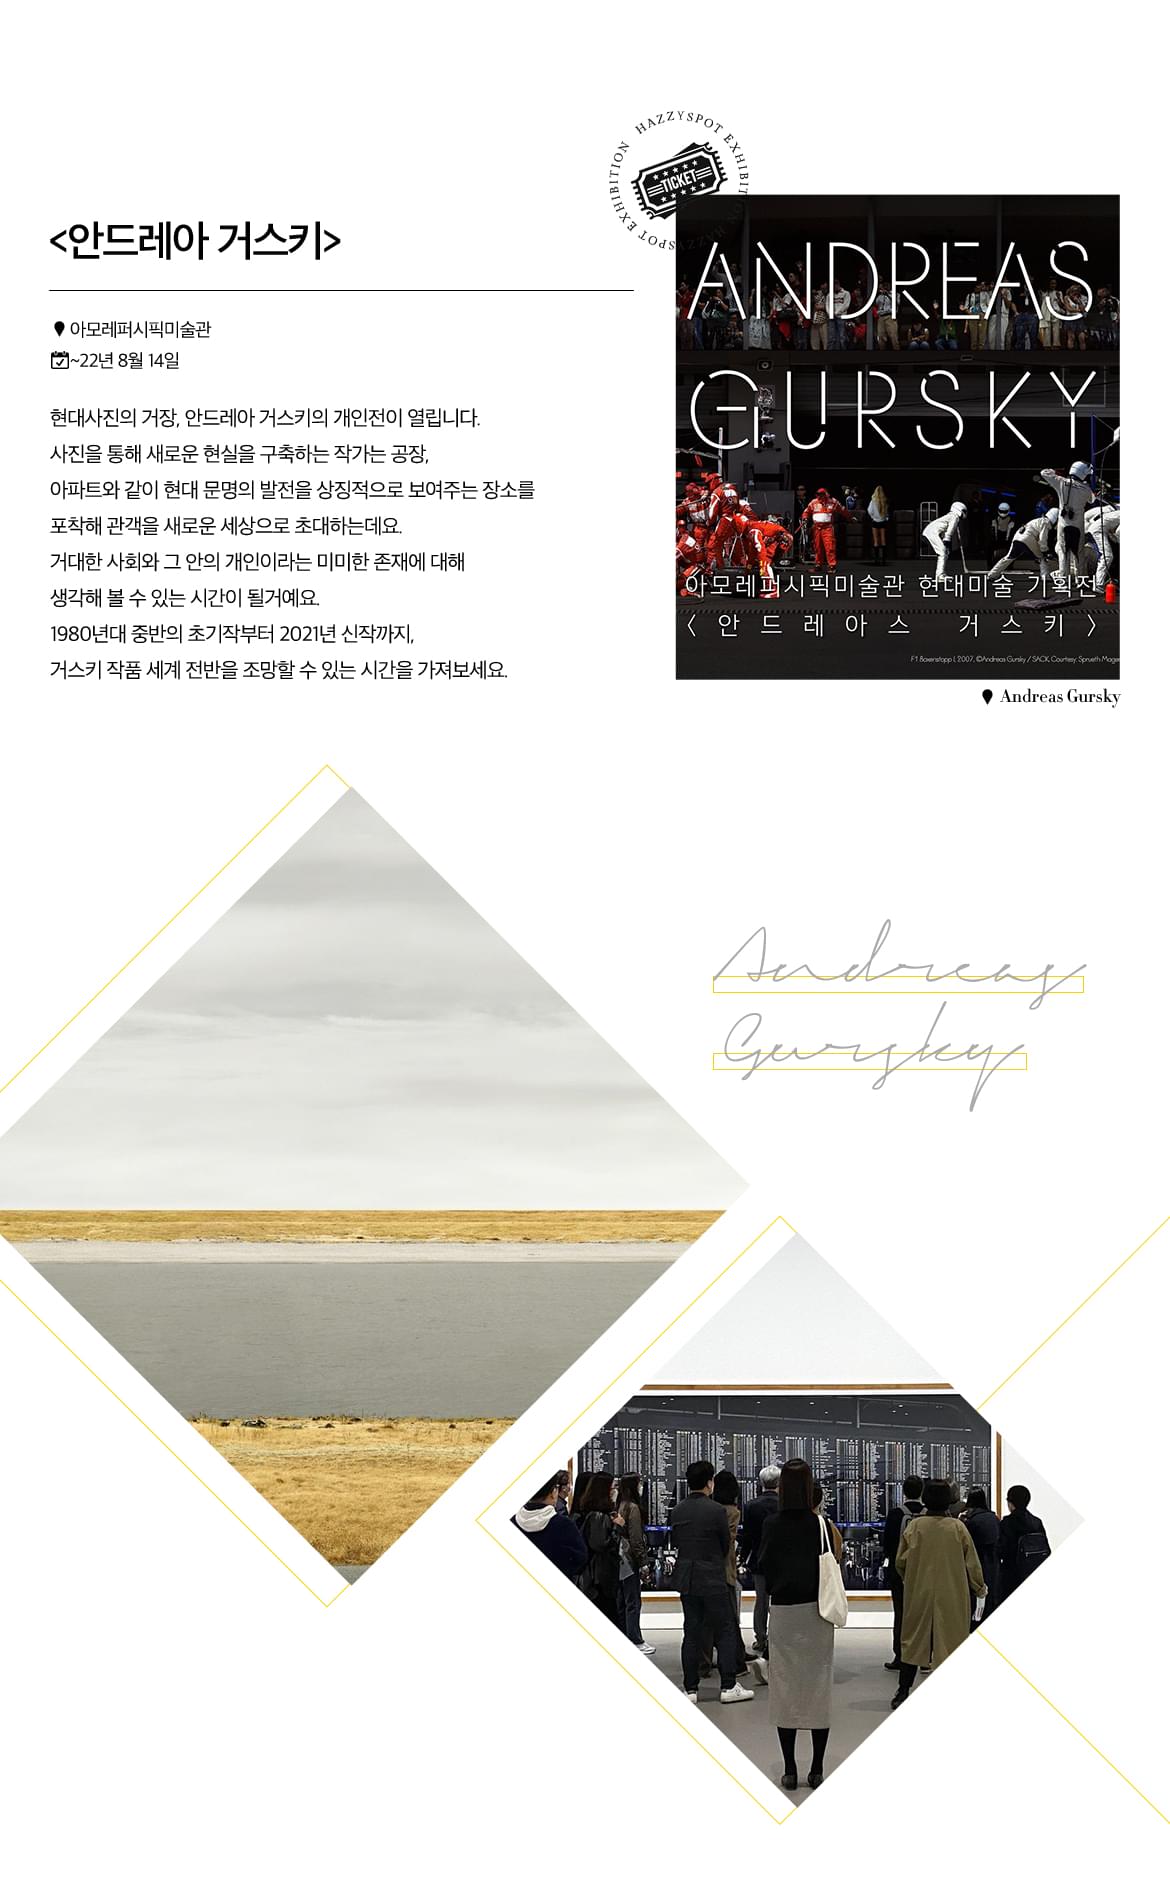 HAZZYSPOT EXHIBITION HAZZYSPOT EXHIBITION
TICKET
<안드레아 거스키>
아모레퍼시픽미술관
~22년 8월 14일
현대사진의 거장, 안드레아 거스키의 개인전이 열립니다.
사진을 통해 새로운 현실을 구축하는 작가는 공장,
아파트와 같이 현대 문명의 발전을 상징적으로 보여주는 장소를
포착해 관객을 새로운 세상으로 초대하는데요.
거대한 사회와 그 안의 개인이라는 미미한 존재에 대해
생각해 볼 수 있는 시간이 될거예요.
1980년대 중반의 초기작부터 2021년 신작까지,
거스키 작품 세계 전반을 조망할 수 있는 시간을 가져보세요.
ANDREAS
GURSKY
아모레퍼시픽미술관 현대미술 기획전
〈안드레아스 거스키〉
F1 Boxenstopp I, 2007, ©Andreas Gursky / SACK, Courtesy: Sprueth Mager
Andreas Gursky
Andreas
Gursky